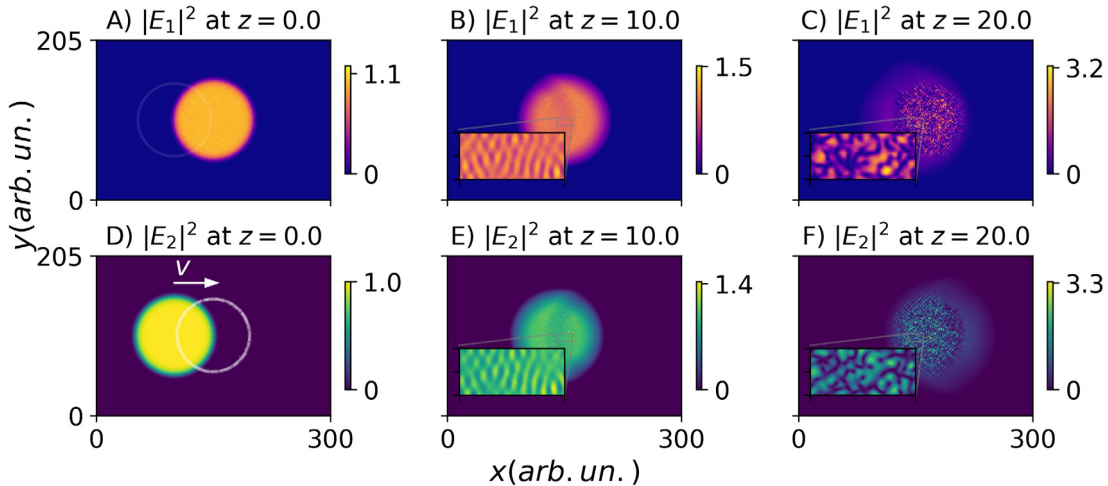 A) |E₁|² at z = 0.0
B) |E₁|² at z = 10.0
C) |E₁|² at z = 20.0
205
0
1.1
0
1.5
0
3.2
0
y(arb.un.)
D) |E₂|² at z = 0.0
E) |E₂|² at z = 10.0
F) |E₂|² at z = 20.0
205
0
v
1.0
0
1.4
0
3.3
0
0
300
0
300
0
300
x(arb.un.)